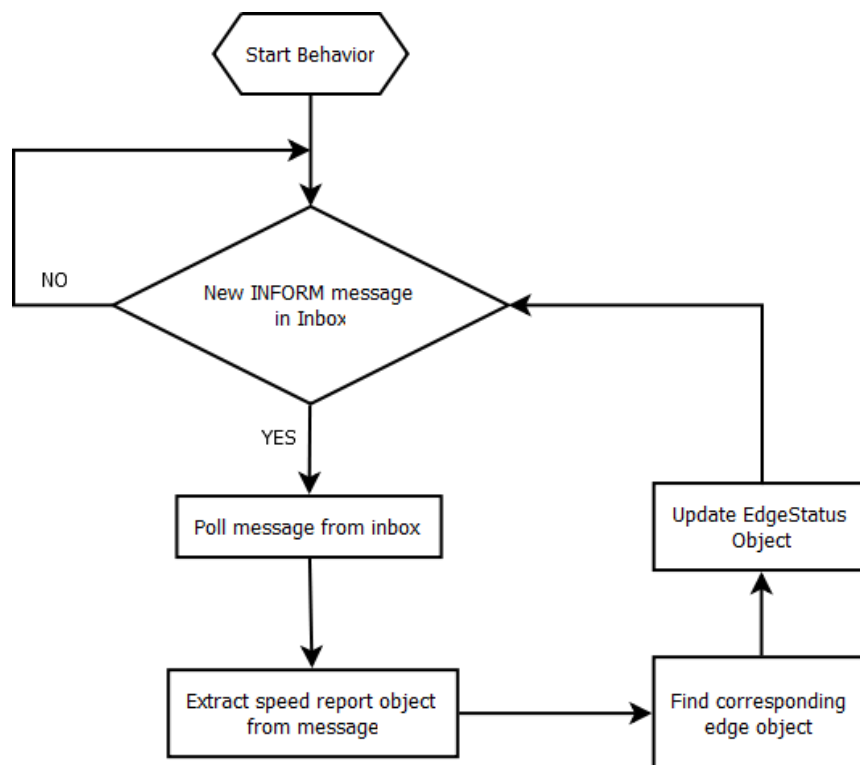 Start Behavior
NO
New INFORM message
in Inbox
YES
Poll message from inbox
Update EdgeStatus
Object
Extract speed report object
from message
Find corresponding
edge object